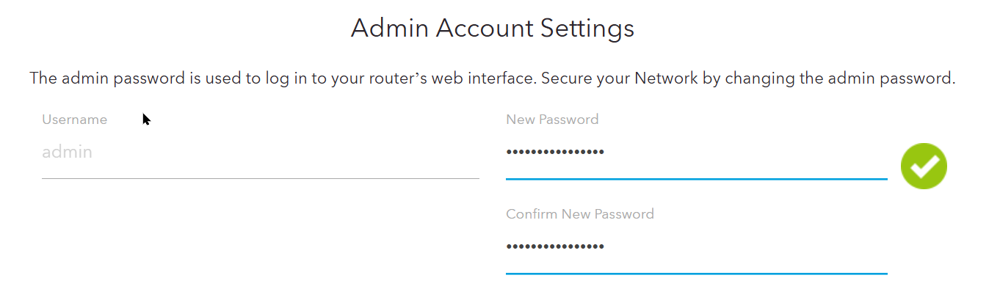 Admin Account Settings
The admin password is used to log in to your router's web interface. Secure your Network by changing the admin password.
Username
admin
New Password
••••••••••••••••
Confirm New Password
••••••••••••••••